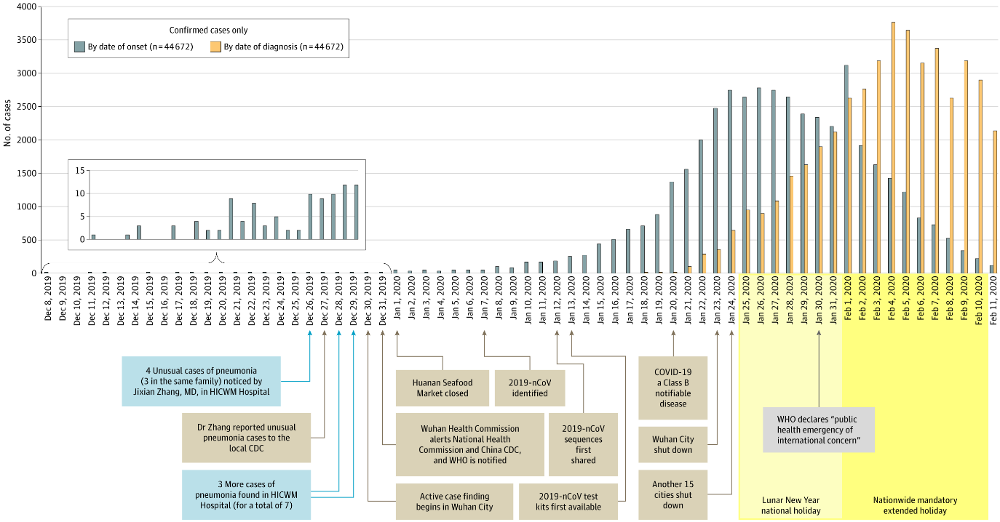 4000
3500
3000
2500
2000
1500
1000
500
0
No. of cases
Confirmed cases only
By date of onset (n = 44 672)
By date of diagnosis (n = 44 672)
15
10
5
0
Dec 8, 2019
Dec 9, 2019
Dec 10, 2019
Dec 11, 2019
Dec 12, 2019
Dec 13, 2019
Dec 14, 2019
Dec 15, 2019
Dec 16, 2019
Dec 17, 2019
Dec 18, 2019
Dec 19, 2019
Dec 20, 2019
Dec 21, 2019
Dec 22, 2019
Dec 23, 2019
Dec 24, 2019
Dec 25, 2019
Dec 26, 2019
Dec 27, 2019
Dec 28, 2019
Dec 29, 2019
Dec 30, 2019
Dec 31, 2019
Jan 1, 2020
Jan 2, 2020
Jan 3, 2020
Jan 4, 2020
Jan 5, 2020
Jan 6, 2020
Jan 7, 2020
Jan 8, 2020
Jan 9, 2020
Jan 10, 2020
Jan 11, 2020
Jan 12, 2020
Jan 13, 2020
Jan 14, 2020
Jan 15, 2020
Jan 16, 2020
Jan 17, 2020
Jan 18, 2020
Jan 19, 2020
Jan 20, 2020
Jan 21, 2020
Jan 22, 2020
Jan 23, 2020
Jan 24, 2020
Jan 25, 2020
Jan 26, 2020
Jan 27, 2020
Jan 28, 2020
Jan 29, 2020
Jan 30, 2020
Jan 31, 2020
Feb 1, 2020
Feb 2, 2020
Feb 3, 2020
Feb 4, 2020
Feb 5, 2020
Feb 6, 2020
Feb 7, 2020
Feb 8, 2020
Feb 9, 2020
Feb 10, 2020
Feb 11, 2020
4 Unusual cases of pneumonia
(3 in the same family) noticed by
Jixian Zhang, MD, in HICWM Hospital
Dr Zhang reported unusual
pneumonia cases to the
local CDC
3 More cases of
pneumonia found in HICWM
Hospital (for a total of 7)
Huanan Seafood
Market closed
2019-nCoV
identified
Wuhan Health Commission
alerts National Health
Commission and China CDC,
and WHO is notified
2019-nCoV
sequences
first
shared
Active case finding
begins in Wuhan City
2019-nCoV test
kits first available
COVID-19
a Class B
notifiable
disease
Wuhan City
shut down
Another 15
cities shut
down
WHO declares “public
health emergency of
international concern”
Lunar New Year
national holiday
Nationwide mandatory
extended holiday